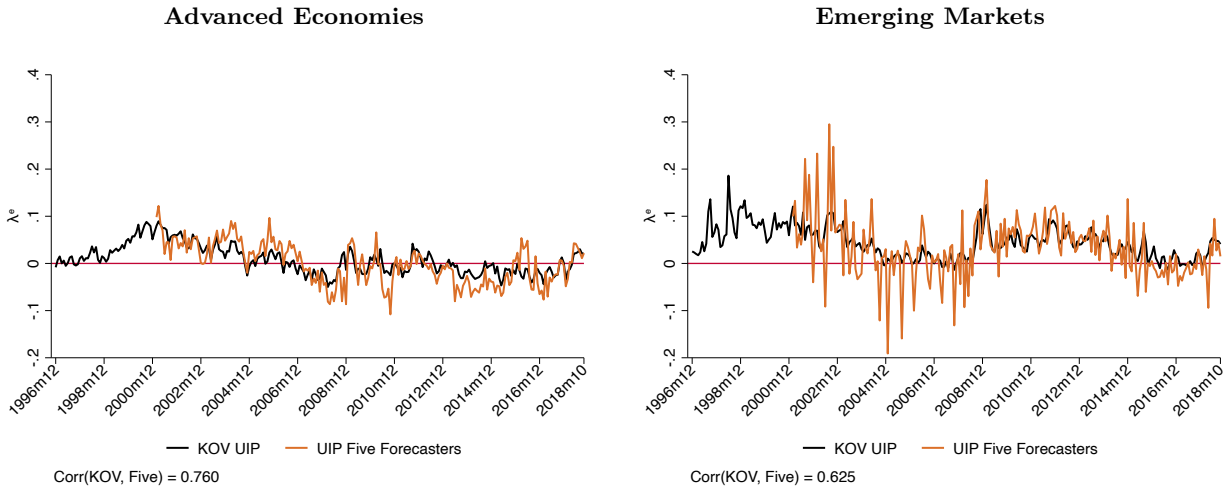 Advanced Economies
.4
.3
.2
.1
0
-.1
-.2
λᵉ
1996m12
1998m12
2000m12
2002m12
2004m12
2006m12
2008m12
2010m12
2012m12
2014m12
2016m12
2018m10
KOV UIP
UIP Five Forecasters
Corr(KOV, Five) = 0.760
Emerging Markets
.4
.3
.2
.1
0
-.1
-.2
λᵉ
1996m12
1998m12
2000m12
2002m12
2004m12
2006m12
2008m12
2010m12
2012m12
2014m12
2016m12
2018m10
KOV UIP
UIP Five Forecasters
Corr(KOV, Five) = 0.625